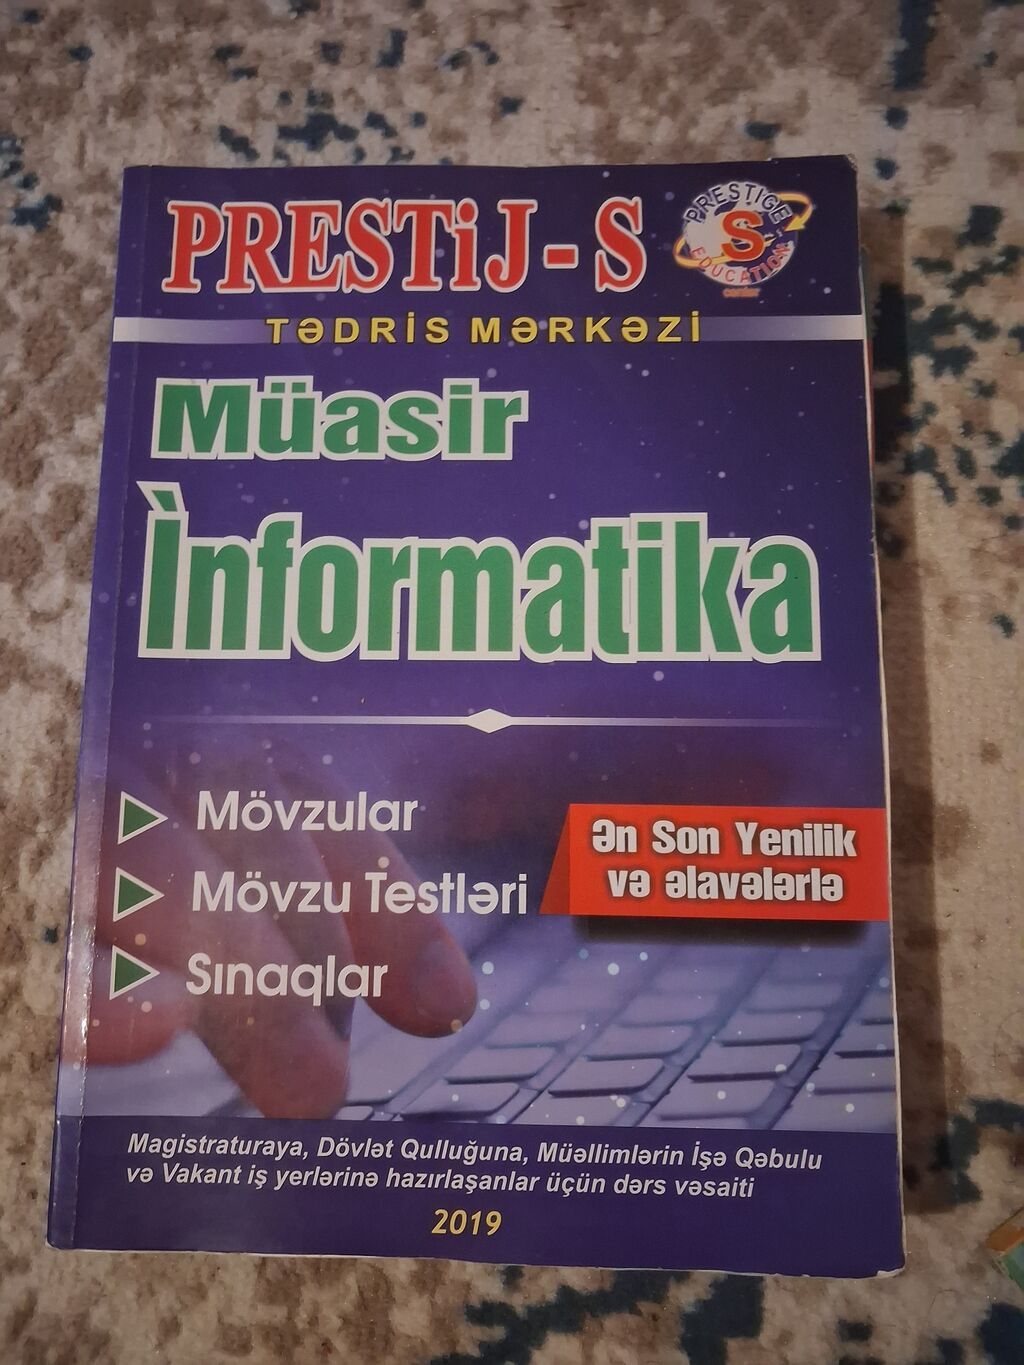 PRESTiJ - S
PRESTIGE
S
EDUCATION
center
TƏDRİS MƏRKƏZİ
Müasir
İnformatika
Mövzular
Mövzu Testləri
Sınaqlar
Ən Son Yenilik
və əlavələrlə
Magistraturaya, Dövlət Qulluğuna, Müəllimlərin İşə Qəbulu
və Vakant iş yerlərinə hazırlaşanlar üçün dərs vəsaiti
2019